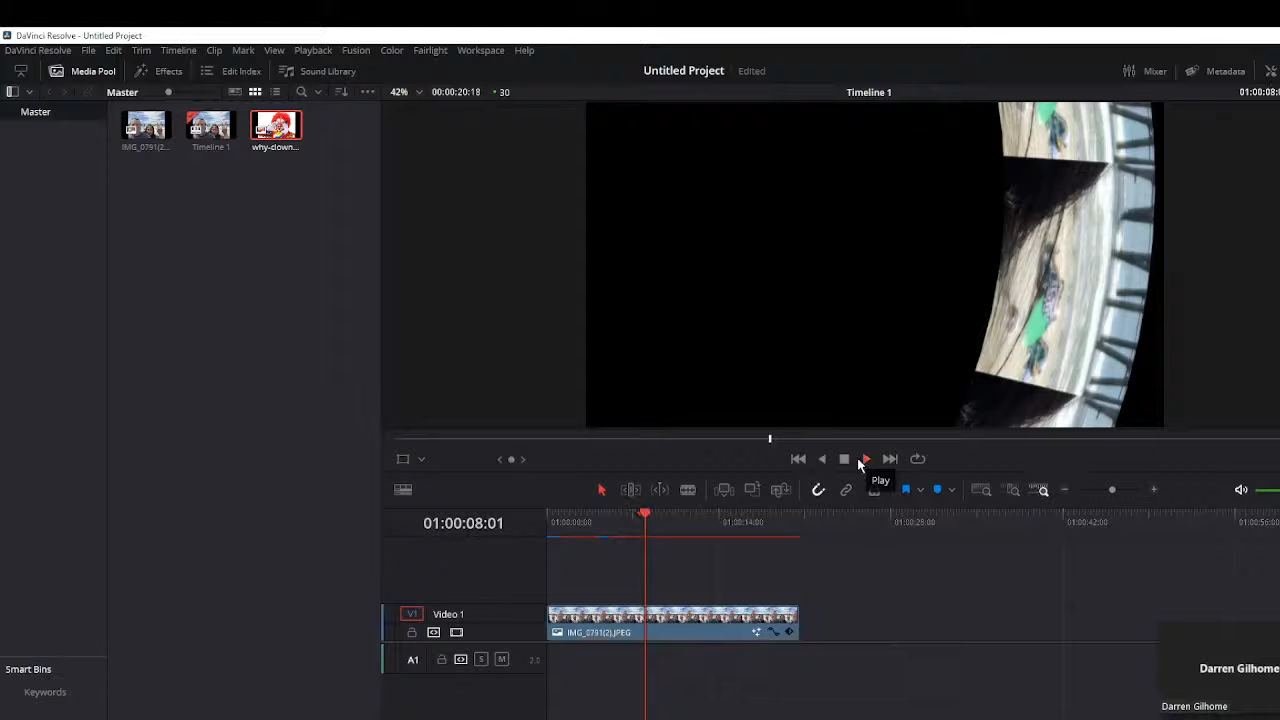 DaVinci Resolve - Untitled Project
DaVinci Resolve File Edit Trim Timeline Clip Mark View Playback Fusion Color Fairlight Workspace Help
Media Pool Effects Edit Index Sound Library Untitled Project Edited Mixer Metadata
Master 42% 00:00:20:18 30 Timeline 1 01:00:08:0
Master
IMG_0791(2... Timeline 1 why-clown...
Play
01:00:08:01 01:00:00:00 01:00:14:00 01:00:28:00 01:00:42:00 01:00:56:00
V1 Video 1
IMG_0791(2).JPEG
A1 S M 2.0
Smart Bins
Keywords
Darren Gilhome
Darren Gilhome